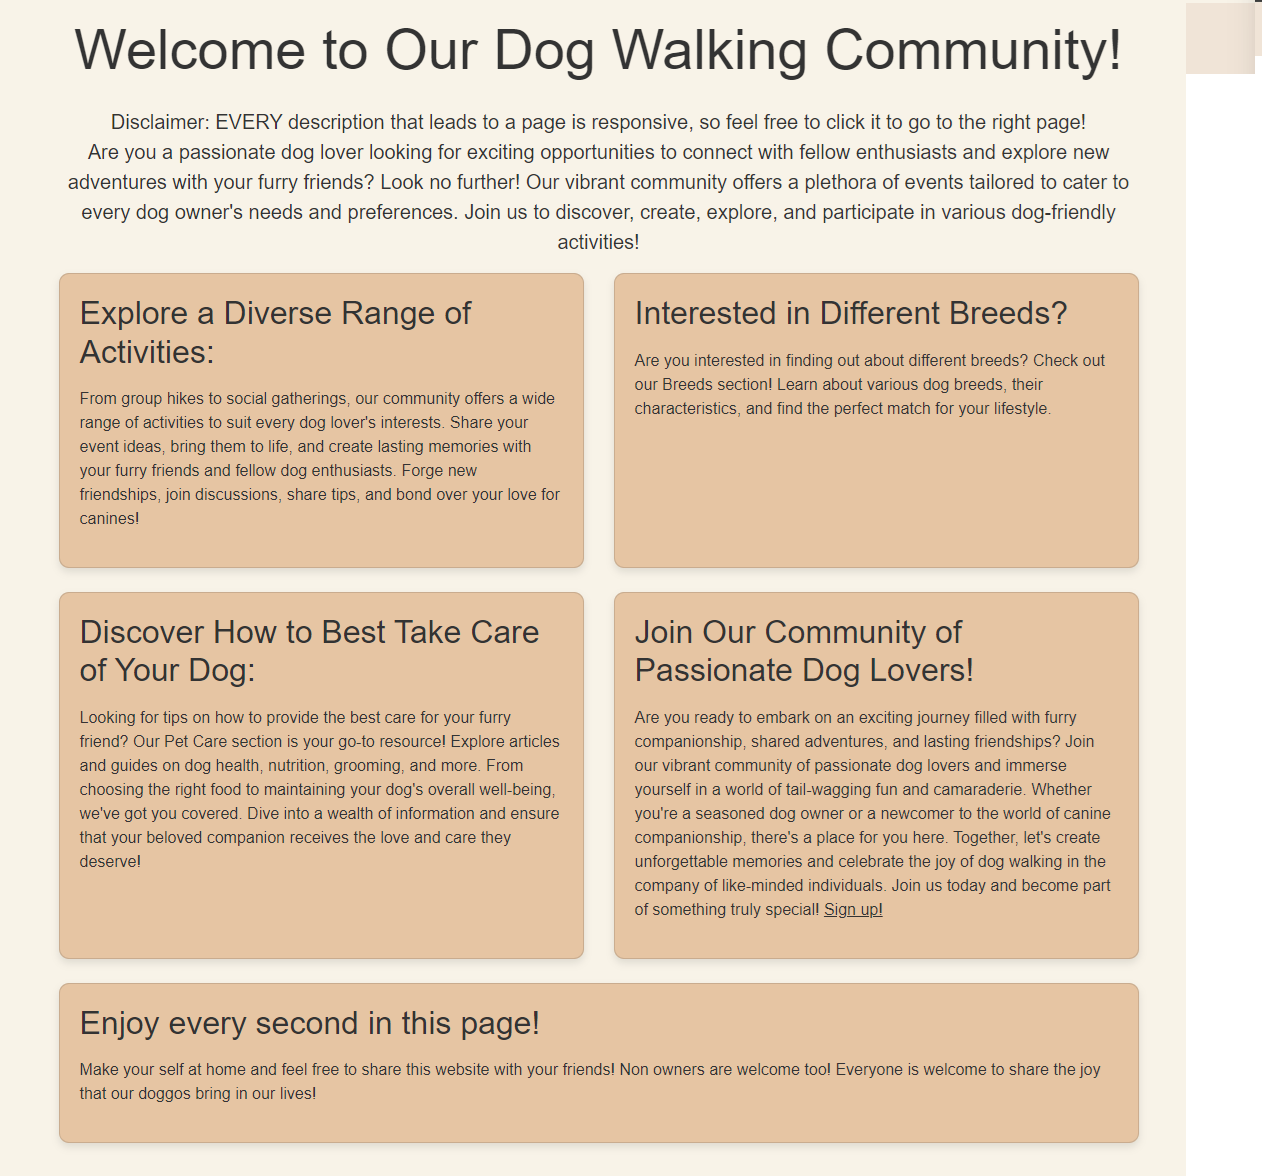 Welcome to Our Dog Walking Community!
Disclaimer: EVERY description that leads to a page is responsive, so feel free to click it to go to the right page!
Are you a passionate dog lover looking for exciting opportunities to connect with fellow enthusiasts and explore new
adventures with your furry friends? Look no further! Our vibrant community offers a plethora of events tailored to cater to
every dog owner's needs and preferences. Join us to discover, create, explore, and participate in various dog-friendly
activities!
Explore a Diverse Range of
Activities:
From group hikes to social gatherings, our community offers a wide
range of activities to suit every dog lover's interests. Share your
event ideas, bring them to life, and create lasting memories with
your furry friends and fellow dog enthusiasts. Forge new
friendships, join discussions, share tips, and bond over your love for
canines!
Interested in Different Breeds?
Are you interested in finding out about different breeds? Check out
our Breeds section! Learn about various dog breeds, their
characteristics, and find the perfect match for your lifestyle.
Discover How to Best Take Care
of Your Dog:
Looking for tips on how to provide the best care for your furry
friend? Our Pet Care section is your go-to resource! Explore articles
and guides on dog health, nutrition, grooming, and more. From
choosing the right food to maintaining your dog's overall well-being,
we've got you covered. Dive into a wealth of information and ensure
that your beloved companion receives the love and care they
deserve!
Join Our Community of
Passionate Dog Lovers!
Are you ready to embark on an exciting journey filled with furry
companionship, shared adventures, and lasting friendships? Join
our vibrant community of passionate dog lovers and immerse
yourself in a world of tail-wagging fun and camaraderie. Whether
you're a seasoned dog owner or a newcomer to the world of canine
companionship, there's a place for you here. Together, let's create
unforgettable memories and celebrate the joy of dog walking in the
company of like-minded individuals. Join us today and become part
of something truly special! Sign up!
Enjoy every second in this page!
Make your self at home and feel free to share this website with your friends! Non owners are welcome too! Everyone is welcome to share the joy
that our doggos bring in our lives!